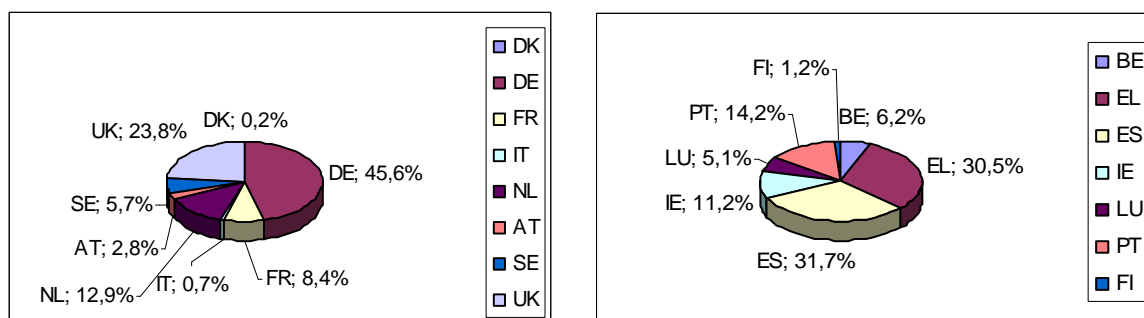 DK; 0,2%
DE; 45,6%
FR; 8,4%
IT; 0,7%
NL; 12,9%
AT; 2,8%
SE; 5,7%
UK; 23,8%
DK
DE
FR
IT
NL
AT
SE
UK
FI; 1,2%
BE; 6,2%
EL; 30,5%
ES; 31,7%
IE; 11,2%
LU; 5,1%
PT; 14,2%
BE
EL
ES
IE
LU
PT
FI